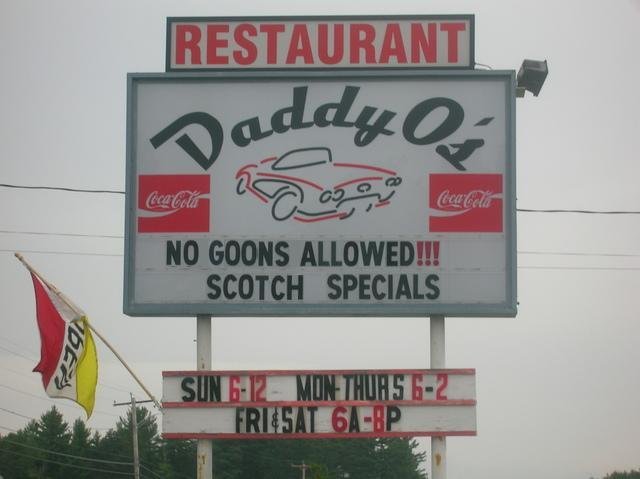 RESTAURANT
Daddy O's
Coca-Cola
Coca-Cola
NO GOONS ALLOWED!!!
SCOTCH SPECIALS
SUN 6-12 MON-THURS 6-2
FRI&SAT 6A-8P
OPEN